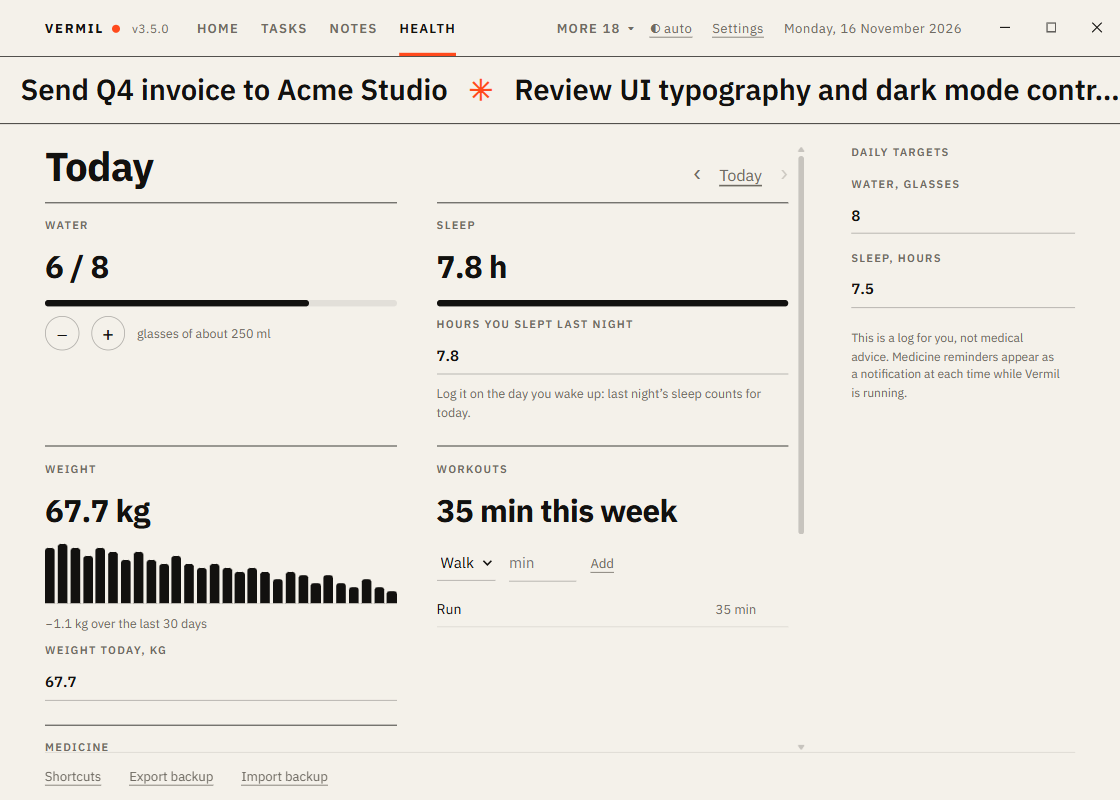 VERMIL v3.5.0 HOME TASKS NOTES HEALTH MORE 18 auto Settings Monday, 16 November 2026
Send Q4 invoice to Acme Studio ✳ Review UI typography and dark mode contr...
Today
‹ Today ›
WATER
6 / 8
− + glasses of about 250 ml
SLEEP
7.8 h
HOURS YOU SLEPT LAST NIGHT
7.8
Log it on the day you wake up: last night’s sleep counts for
today.
WEIGHT
67.7 kg
−1.1 kg over the last 30 days
WEIGHT TODAY, KG
67.7
WORKOUTS
35 min this week
Walk min Add
Run 35 min
MEDICINE
DAILY TARGETS
WATER, GLASSES
8
SLEEP, HOURS
7.5
This is a log for you, not medical
advice. Medicine reminders appear as
a notification at each time while Vermil
is running.
Shortcuts Export backup Import backup